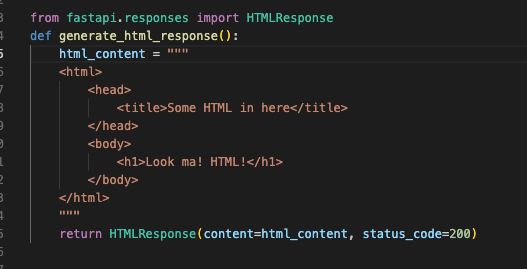 from fastapi.responses import HTMLResponse
def generate_html_response():
    html_content = """
    <html>
        <head>
            <title>Some HTML in here</title>
        </head>
        <body>
            <h1>Look ma! HTML!</h1>
        </body>
    </html>
    """
    return HTMLResponse(content=html_content, status_code=200)